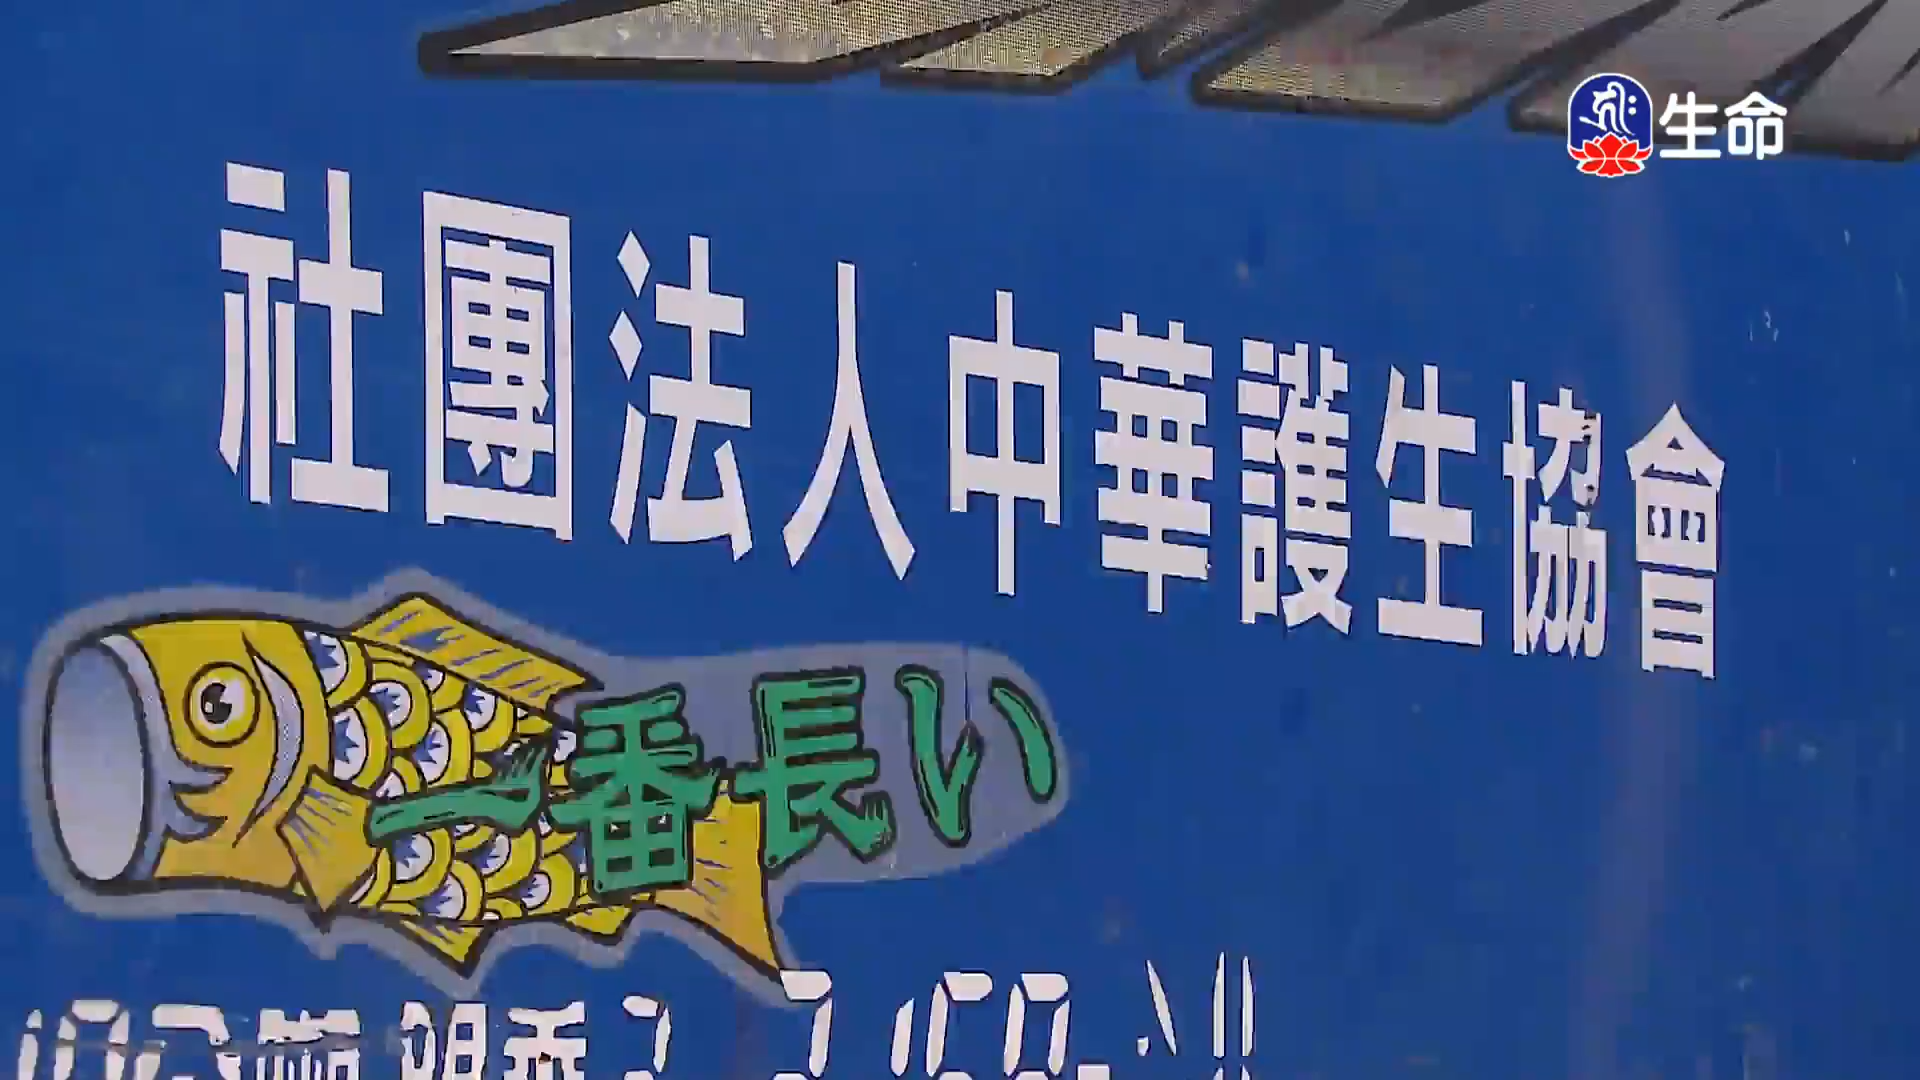 生命
社團法人中華護生協會
一番長い